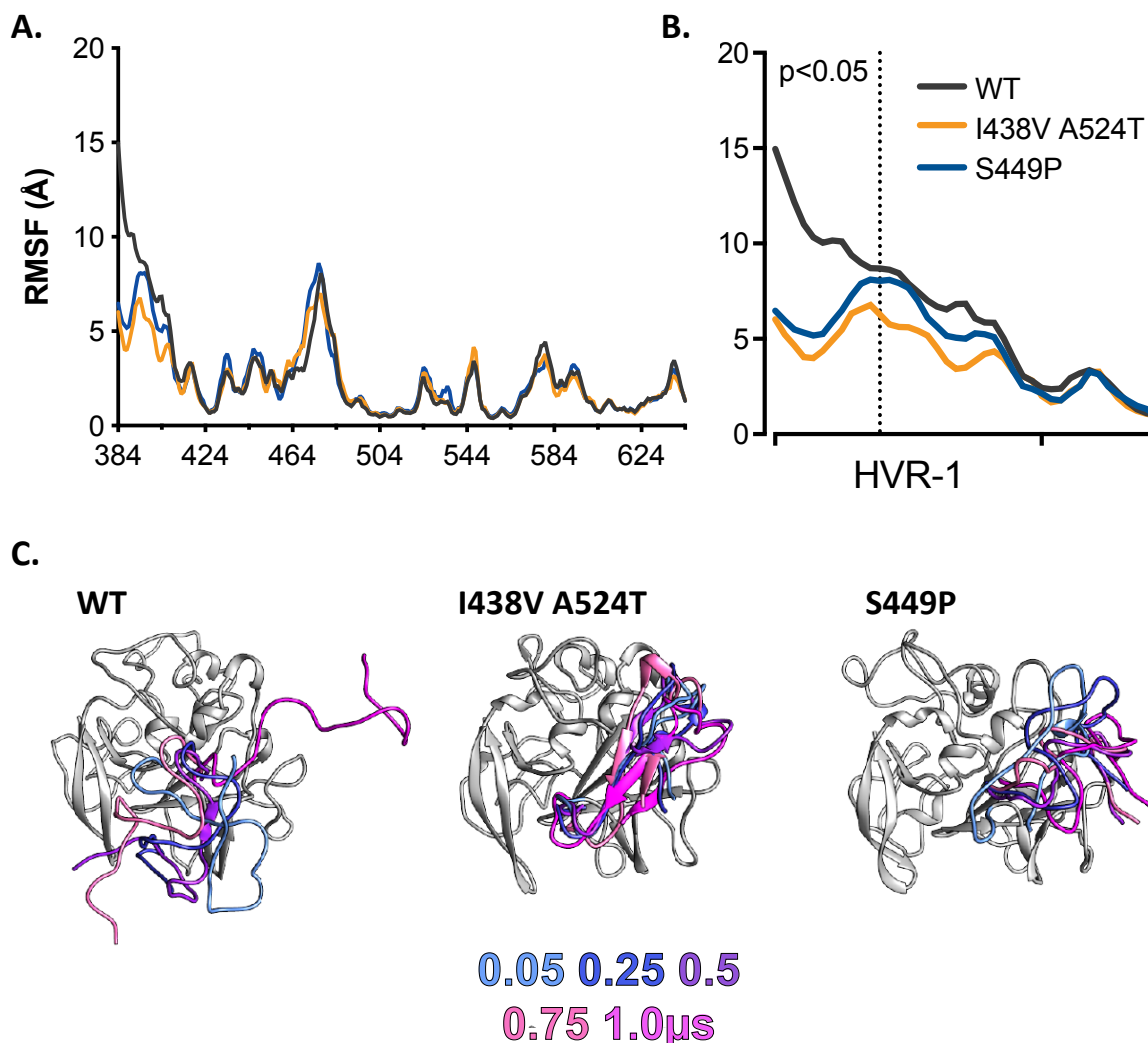 A.
20
15
10
5
0
RMSF (Å)
384 424 464 504 544 584 624
B.
20
15
10
5
0
p<0.05
WT
I438V A524T
S449P
HVR-1
C.
WT I438V A524T S449P
0.05 0.25 0.5
0.75 1.0µs